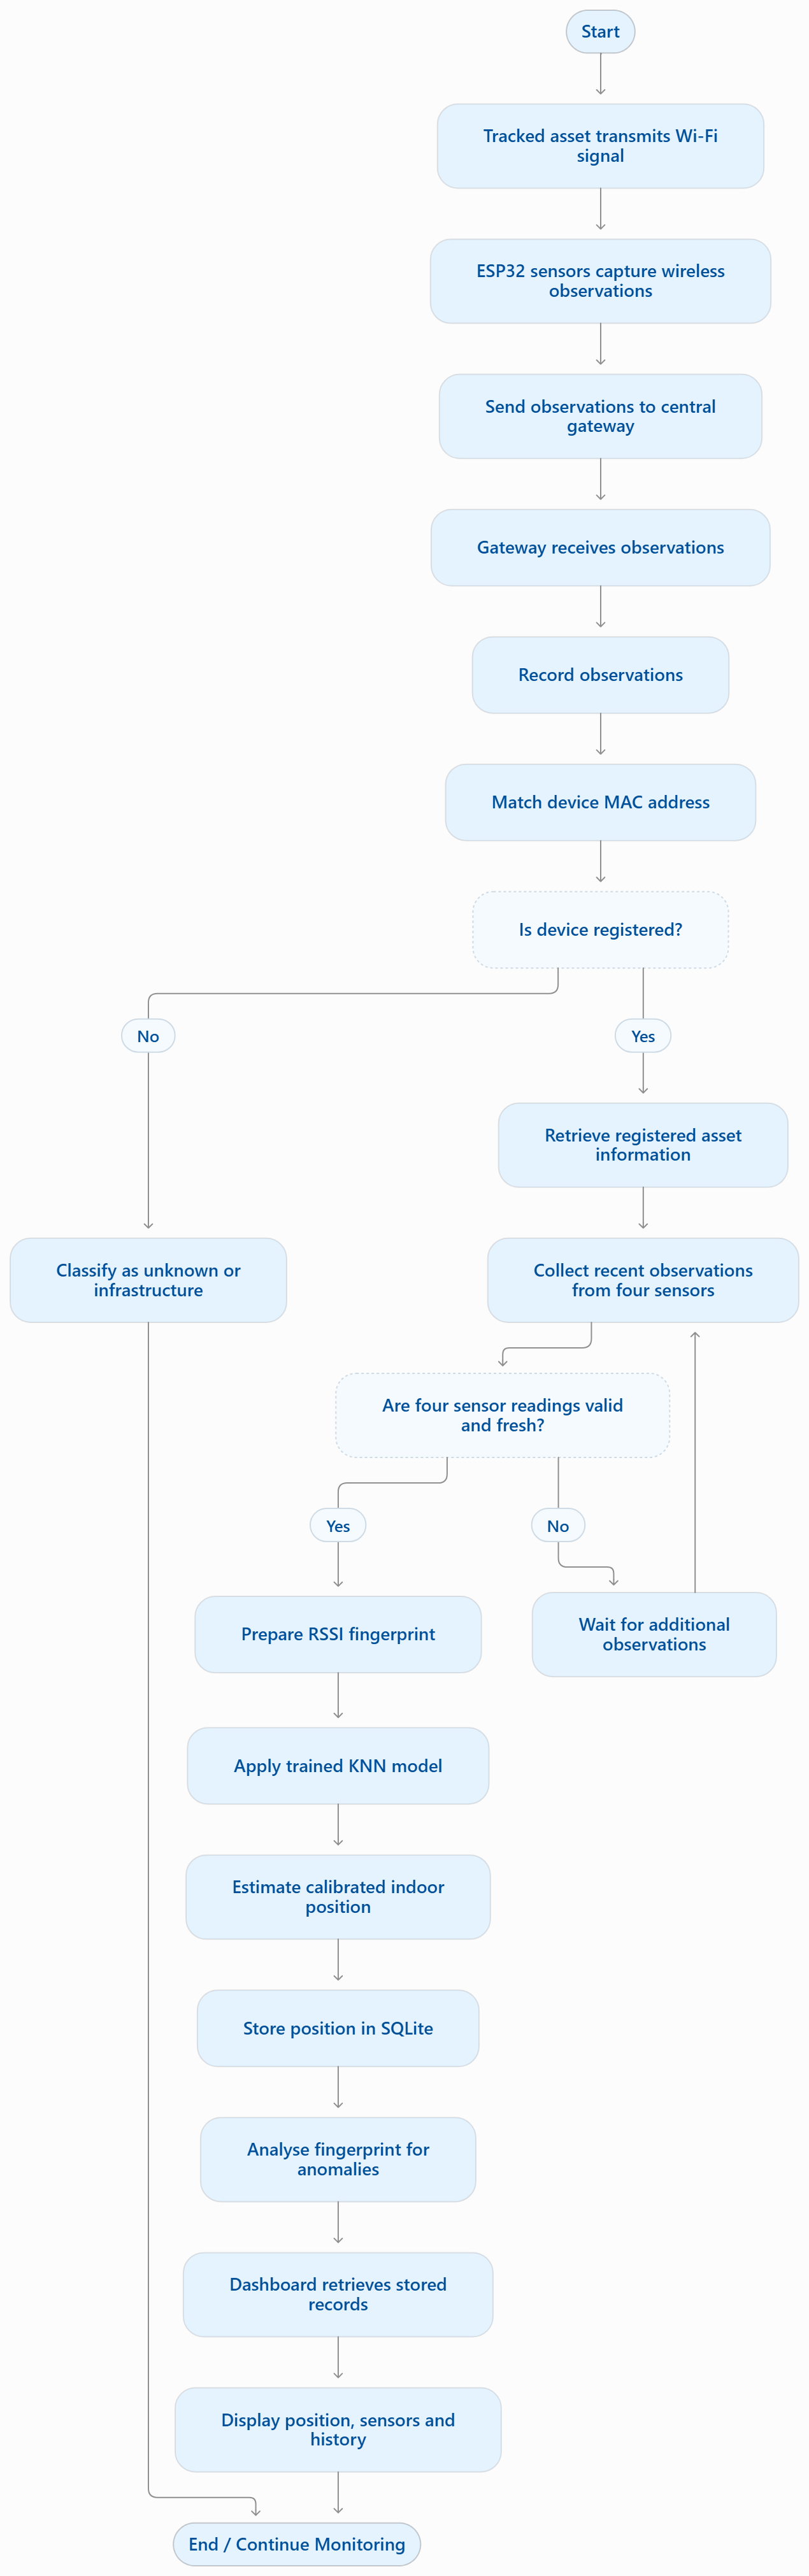 Start
Tracked asset transmits Wi-Fi
signal
ESP32 sensors capture wireless
observations
Send observations to central
gateway
Gateway receives observations
Record observations
Match device MAC address
Is device registered?
No
Yes
Retrieve registered asset
information
Classify as unknown or
infrastructure
Collect recent observations
from four sensors
Are four sensor readings valid
and fresh?
Yes
No
Prepare RSSI fingerprint
Wait for additional
observations
Apply trained KNN model
Estimate calibrated indoor
position
Store position in SQLite
Analyse fingerprint for
anomalies
Dashboard retrieves stored
records
Display position, sensors and
history
End / Continue Monitoring